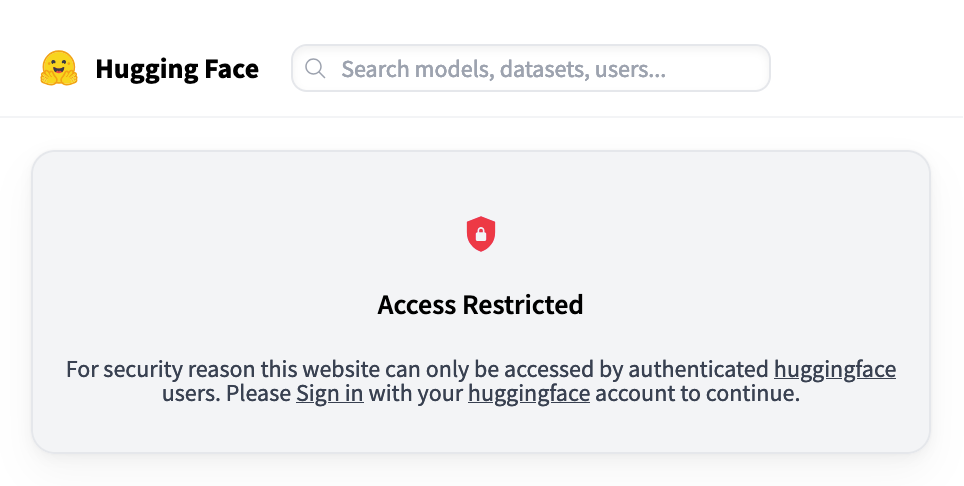 Hugging Face
Search models, datasets, users...
Access Restricted
For security reason this website can only be accessed by authenticated huggingface
users. Please Sign in with your huggingface account to continue.